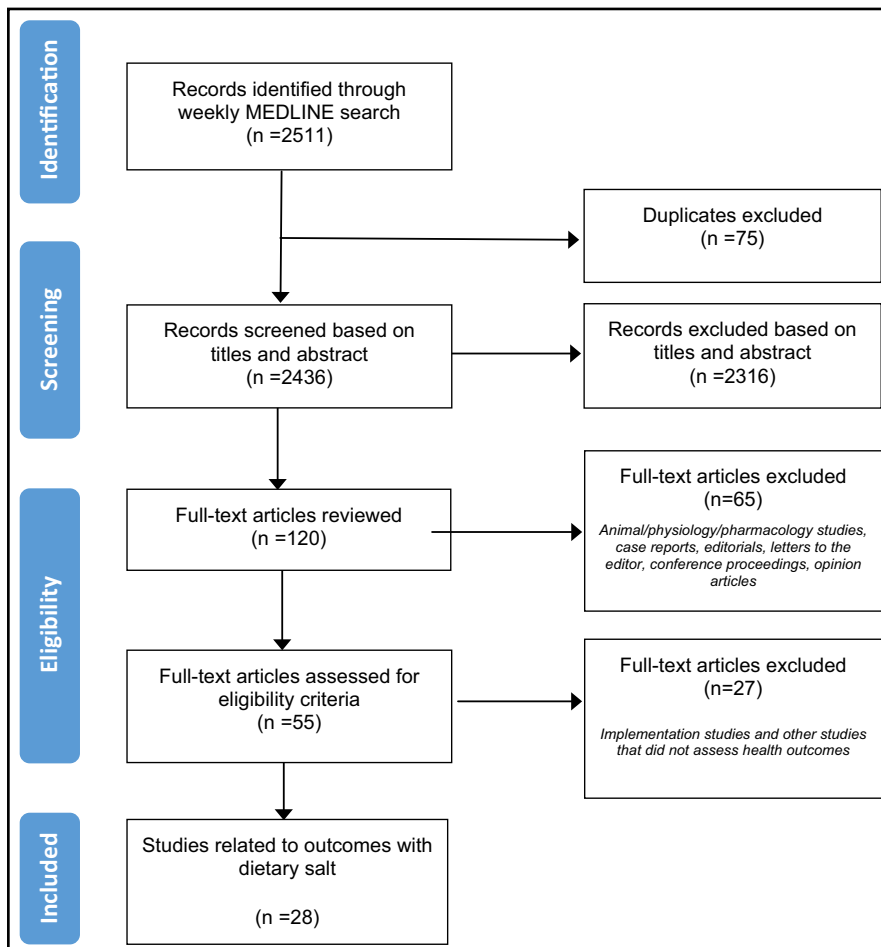 Identification
Records identified through
weekly MEDLINE search
(n =2511)
Duplicates excluded
(n =75)
Screening
Records screened based on
titles and abstract
(n =2436)
Records excluded based on
titles and abstract
(n =2316)
Eligibility
Full-text articles reviewed
(n =120)
Full-text articles excluded
(n=65)
Animal/physiology/pharmacology studies,
case reports, editorials, letters to the
editor, conference proceedings, opinion
articles
Full-text articles assessed for
eligibility criteria
(n =55)
Full-text articles excluded
(n=27)
Implementation studies and other studies
that did not assess health outcomes
Included
Studies related to outcomes with
dietary salt
(n =28)